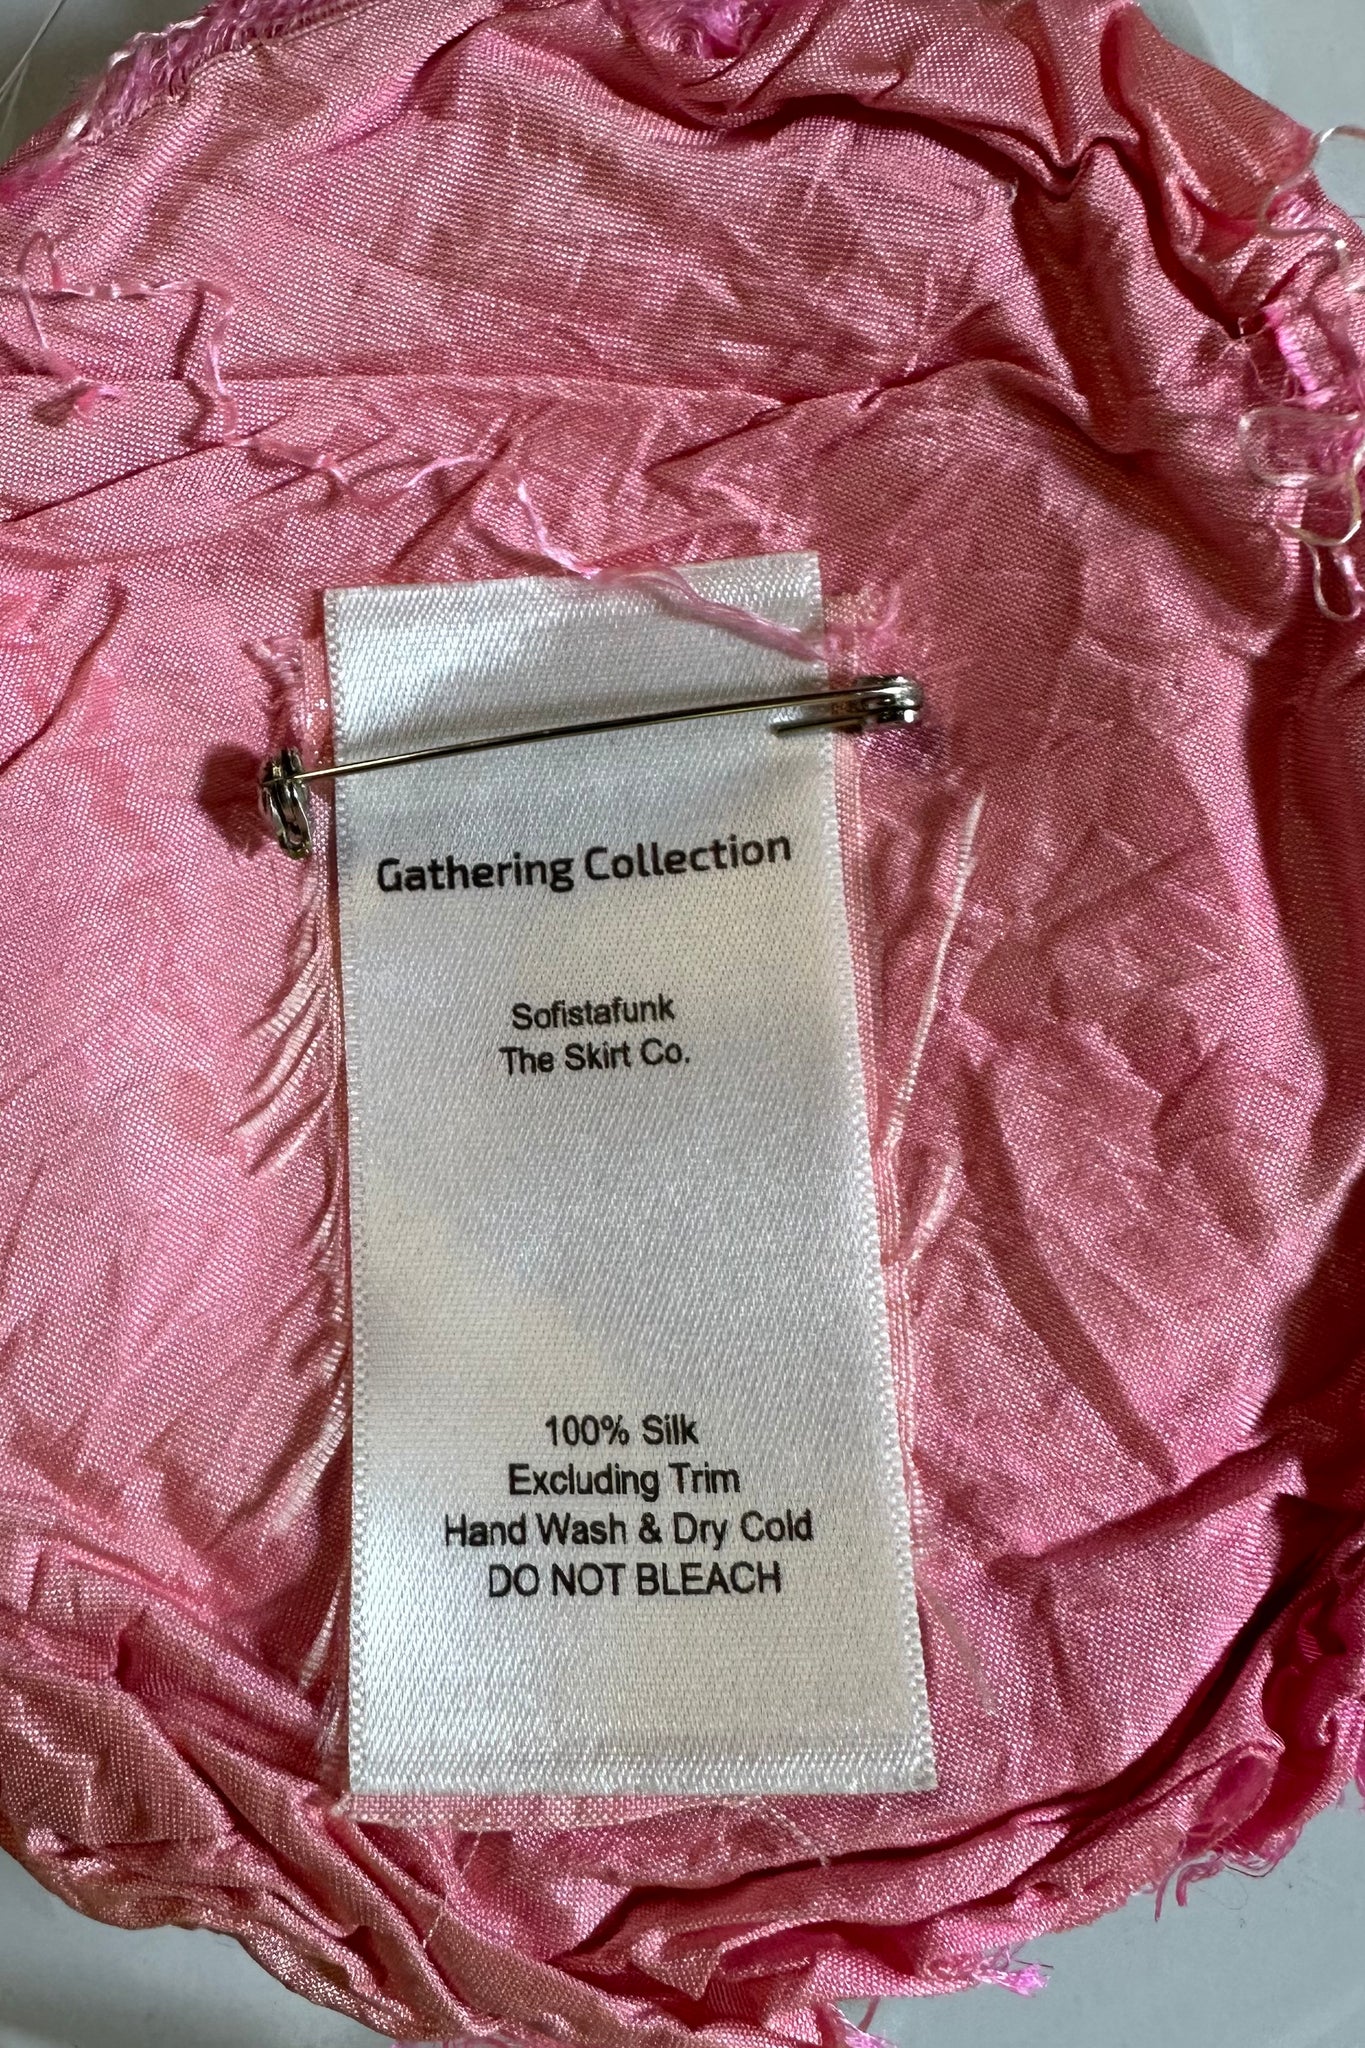 Gathering Collection
Sofistafunk
The Skirt Co.
100% Silk
Excluding Trim
Hand Wash & Dry Cold
DO NOT BLEACH